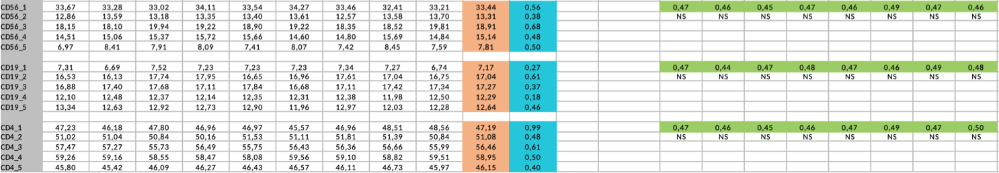 CD56_1 33,67 33,28 33,02 34,11 33,54 34,27 33,46 32,41 33,21 33,44 0,56 0,47 0,46 0,45 0,47 0,46 0,49 0,47 0,46
CD56_2 12,86 13,59 13,18 13,35 13,40 13,61 12,57 13,58 13,70 13,31 0,38 NS NS NS NS NS NS NS NS
CD56_3 18,15 18,10 19,94 19,22 18,90 19,22 18,35 18,52 19,81 18,91 0,68
CD56_4 14,51 15,06 15,37 15,72 15,66 14,60 14,80 15,69 14,84 15,14 0,48
CD56_5 6,97 8,41 7,91 8,09 7,41 8,07 7,42 8,45 7,59 7,81 0,50
CD19_1 7,31 6,69 7,52 7,23 7,23 7,23 7,34 7,27 6,74 7,17 0,27 0,47 0,44 0,47 0,48 0,47 0,46 0,49 0,48
CD19_2 16,53 16,13 17,74 17,95 16,65 16,96 17,61 17,04 16,75 17,04 0,61 NS NS NS NS NS NS NS NS
CD19_3 16,88 17,40 17,68 17,11 17,84 16,68 17,11 17,42 17,34 17,27 0,37
CD19_4 12,10 12,48 12,37 12,14 12,35 12,31 12,38 11,98 12,50 12,29 0,18
CD19_5 13,34 12,63 12,92 12,73 12,90 11,96 12,97 12,03 12,28 12,64 0,46
CD4_1 47,23 46,18 47,80 46,96 46,97 45,57 46,96 48,51 48,56 47,19 0,99 0,47 0,46 0,45 0,46 0,47 0,49 0,47 0,50
CD4_2 51,02 51,04 50,84 50,16 51,53 51,11 51,81 51,39 50,84 51,08 0,48 NS NS NS NS NS NS NS NS
CD4_3 57,47 57,27 55,73 56,49 55,75 56,43 56,36 56,66 55,99 56,46 0,61
CD4_4 59,26 59,16 58,55 58,47 58,08 59,56 59,10 58,82 59,51 58,95 0,50
CD4_5 45,80 45,42 46,09 46,27 46,43 46,57 46,11 46,73 45,97 46,15 0,40